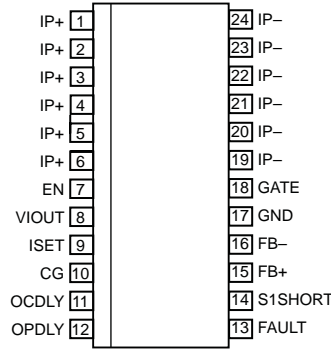 IP+ 1 24 IP–
IP+ 2 23 IP–
IP+ 3 22 IP–
IP+ 4 21 IP–
IP+ 5 20 IP–
IP+ 6 19 IP–
EN 7 18 GATE
VIOUT 8 17 GND
ISET 9 16 FB–
CG 10 15 FB+
OCDLY 11 14 S1SHORT
OPDLY 12 13 FAULT